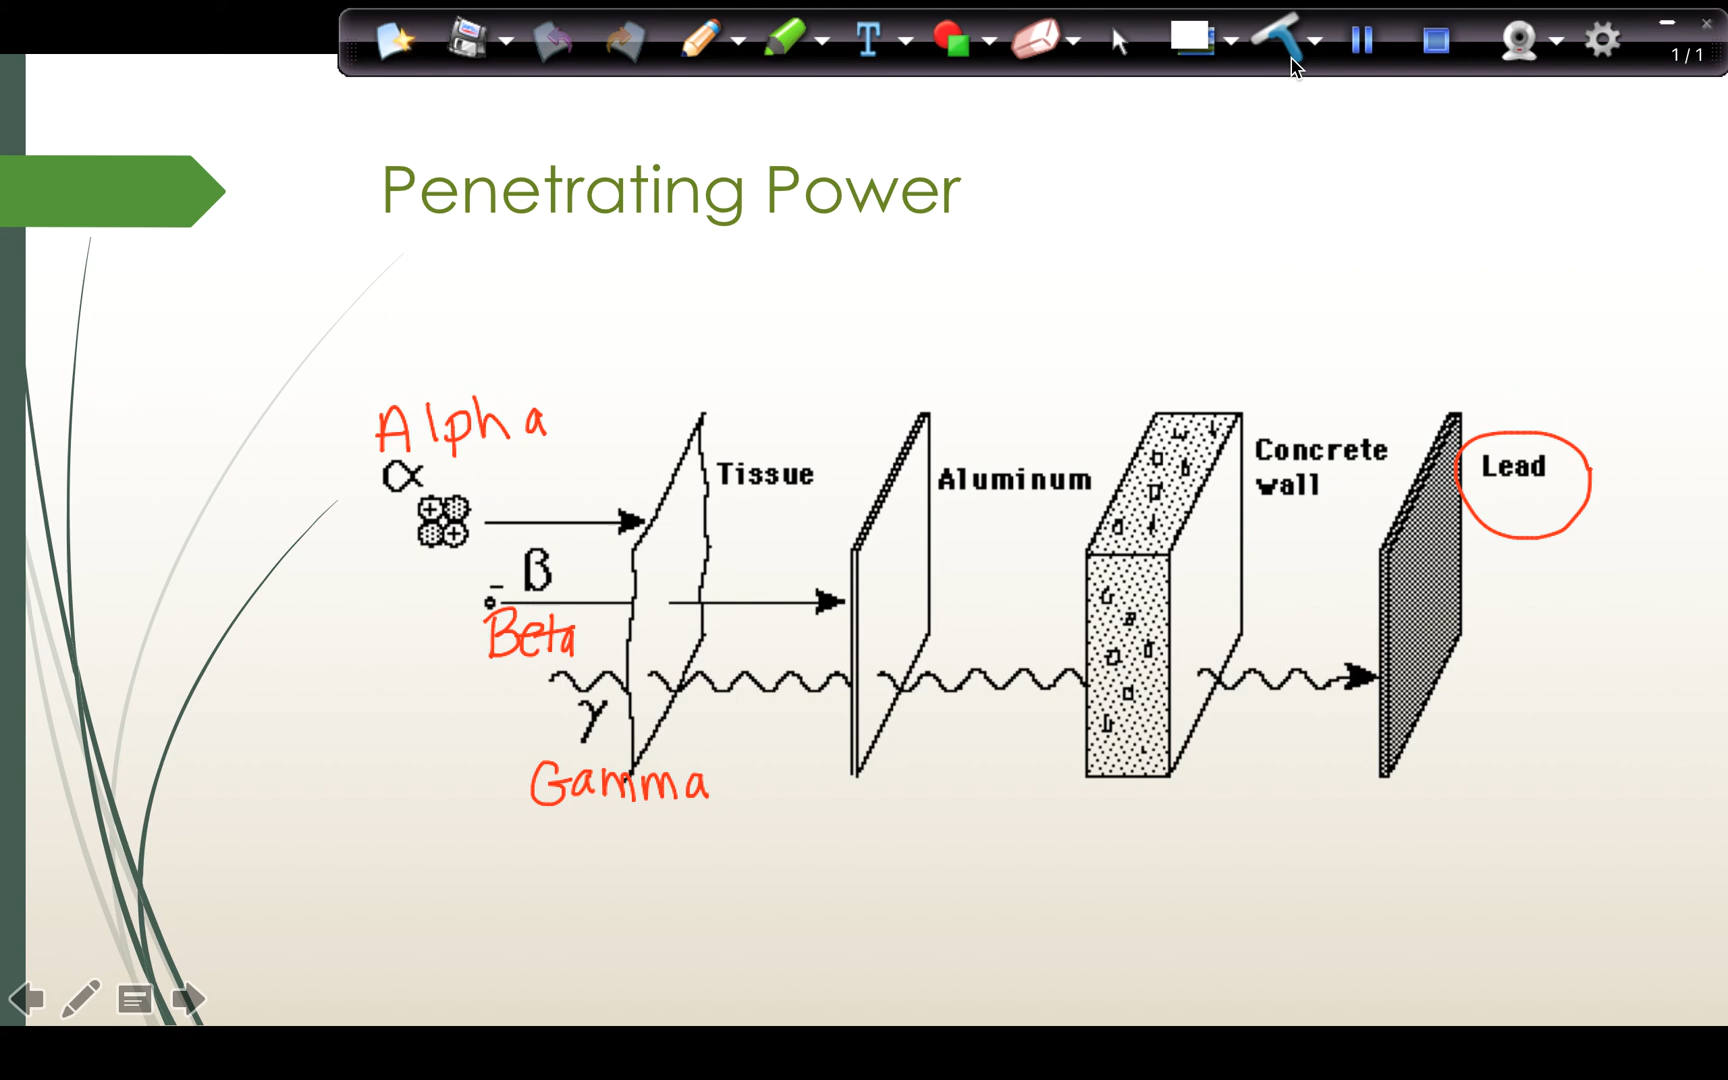 1 / 1
Penetrating Power
Alpha
α
Tissue
Aluminum
Concrete
wall
Lead
+
+
- β
Beta
γ
Gamma